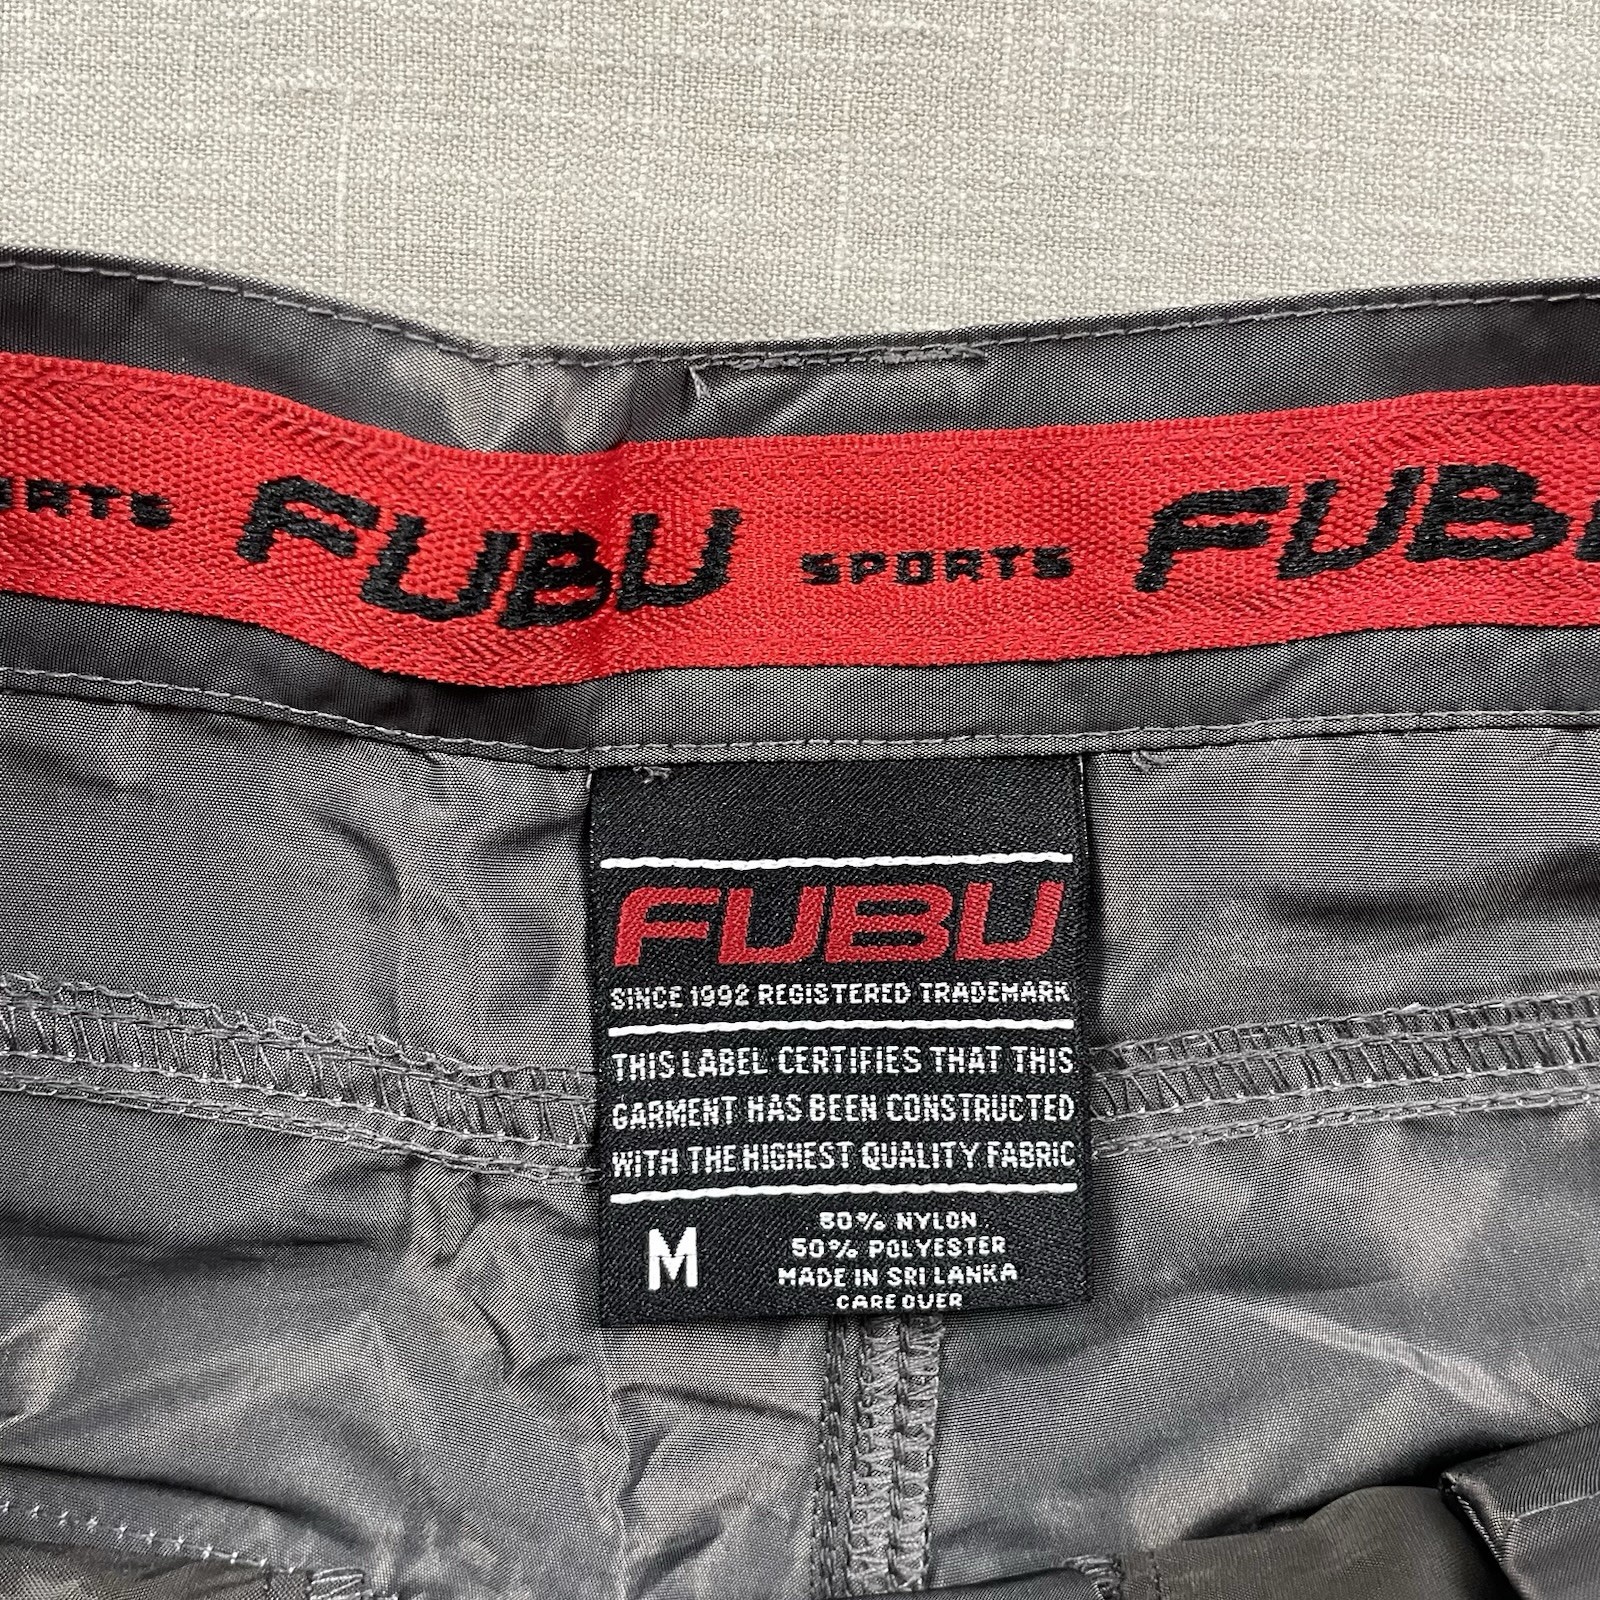 SPORTS FUBU SPORTS FUBU
FUBU
SINCE 1992 REGISTERED TRADEMARK
THIS LABEL CERTIFIES THAT THIS
GARMENT HAS BEEN CONSTRUCTED
WITH THE HIGHEST QUALITY FABRIC
M
50% NYLON
50% POLYESTER
MADE IN SRI LANKA
CARE OVER